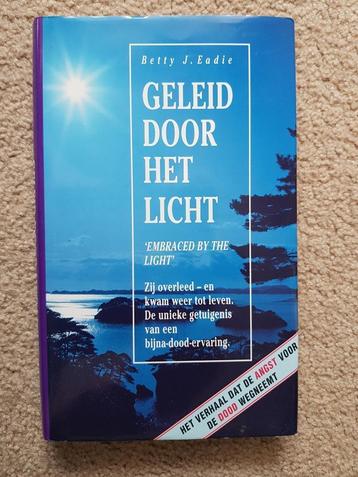 Betty J. Eadie
GELEID
DOOR
HET
LICHT
‘EMBRACED BY THE
LIGHT’
Zij overleed – en
kwam weer tot leven.
De unieke getuigenis
van een
bijna-dood-ervaring.
HET VERHAAL DAT DE ANGST VOOR
DE DOOD WEGNEEMT